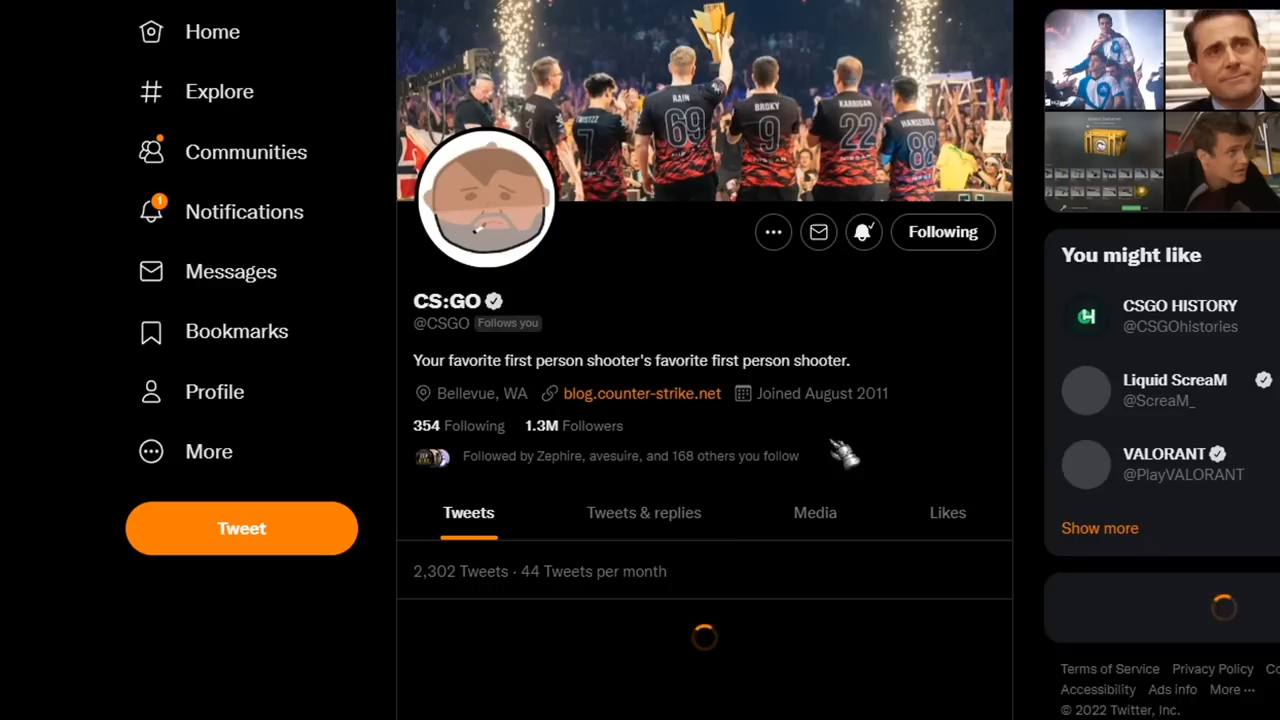 Home
Explore
Communities
1
Notifications
Messages
Bookmarks
Profile
More
Tweet
RAIN
69
TWISTZZ
7
BROKY
9
KARRIGAN
22
88
Following
CS:GO
@CSGO Follows you
Your favorite first person shooter's favorite first person shooter.
Bellevue, WA blog.counter-strike.net Joined August 2011
354 Following 1.3M Followers
Followed by Zephire, avesuire, and 168 others you follow
Tweets Tweets & replies Media Likes
2,302 Tweets · 44 Tweets per month
You might like
CSGO HISTORY
@CSGOhistories
Liquid ScreaM
@ScreaM_
VALORANT
@PlayVALORANT
Show more
Terms of Service Privacy Policy Co
Accessibility Ads info More ···
© 2022 Twitter, Inc.